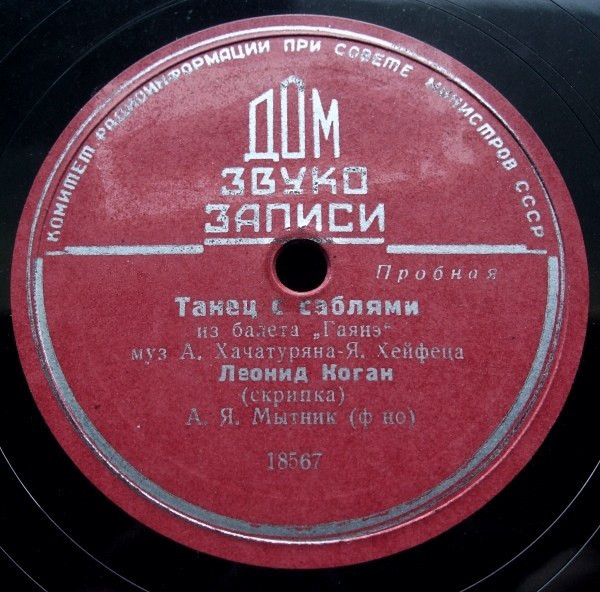 КОМИТЕТ РАДИОИНФОРМАЦИИ ПРИ СОВЕТЕ МИНИСТРОВ СССР
ДОМ
ЗВУКО
ЗАПИСИ
Пробная
Танец с саблями
из балета „Гаянэ“
муз А. Хачатуряна-Я. Хейфеца
Леонид Коган
(скрипка)
А. Я. Мытник (ф но)
18567